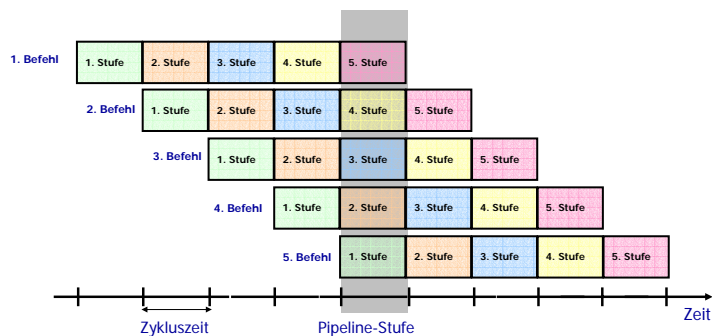 1. Befehl 1. Stufe 2. Stufe 3. Stufe 4. Stufe 5. Stufe
2. Befehl 1. Stufe 2. Stufe 3. Stufe 4. Stufe 5. Stufe
3. Befehl 1. Stufe 2. Stufe 3. Stufe 4. Stufe 5. Stufe
4. Befehl 1. Stufe 2. Stufe 3. Stufe 4. Stufe 5. Stufe
5. Befehl 1. Stufe 2. Stufe 3. Stufe 4. Stufe 5. Stufe
Zeit
Zykluszeit Pipeline-Stufe